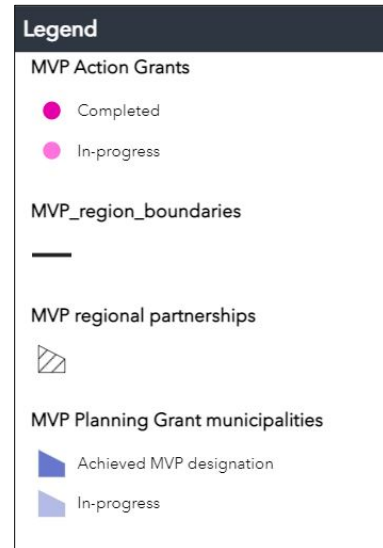 Legend
MVP Action Grants
Completed
In-progress
MVP_region_boundaries
MVP regional partnerships
MVP Planning Grant municipalities
Achieved MVP designation
In-progress